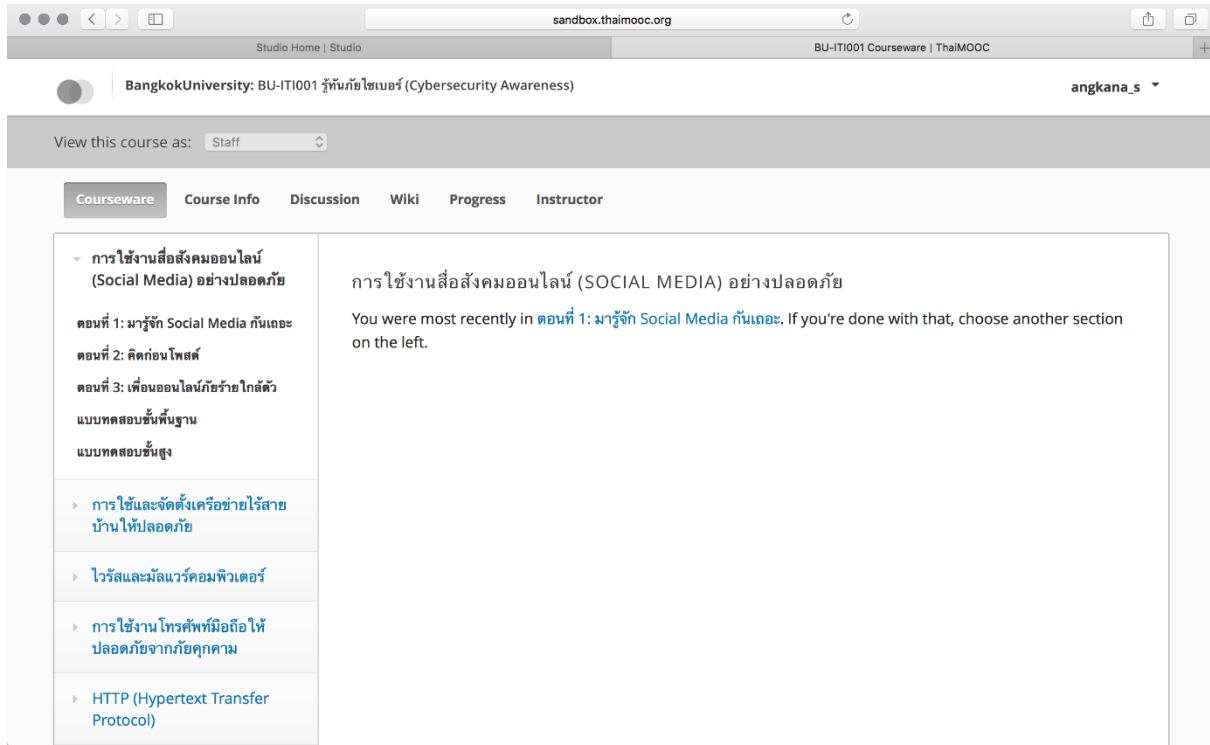 sandbox.thaimooc.org
Studio Home | Studio
BU-ITI001 Courseware | ThaiMOOC
BangkokUniversity: BU-ITI001 รู้ทันภัยไซเบอร์ (Cybersecurity Awareness)
angkana_s
View this course as: Staff
Courseware Course Info Discussion Wiki Progress Instructor
การใช้งานสื่อสังคมออนไลน์
(Social Media) อย่างปลอดภัย
ตอนที่ 1: มารู้จัก Social Media กันเถอะ
ตอนที่ 2: คิดก่อนโพสต์
ตอนที่ 3: เพื่อนออนไลน์ภัยร้ายใกล้ตัว
แบบทดสอบขั้นพื้นฐาน
แบบทดสอบขั้นสูง
การใช้และจัดตั้งเครือข่ายไร้สาย
บ้านให้ปลอดภัย
ไวรัสและมัลแวร์คอมพิวเตอร์
การใช้งานโทรศัพท์มือถือให้
ปลอดภัยจากภัยคุกคาม
HTTP (Hypertext Transfer
Protocol)
การใช้งานสื่อสังคมออนไลน์ (SOCIAL MEDIA) อย่างปลอดภัย
You were most recently in ตอนที่ 1: มารู้จัก Social Media กันเถอะ. If you're done with that, choose another section
on the left.